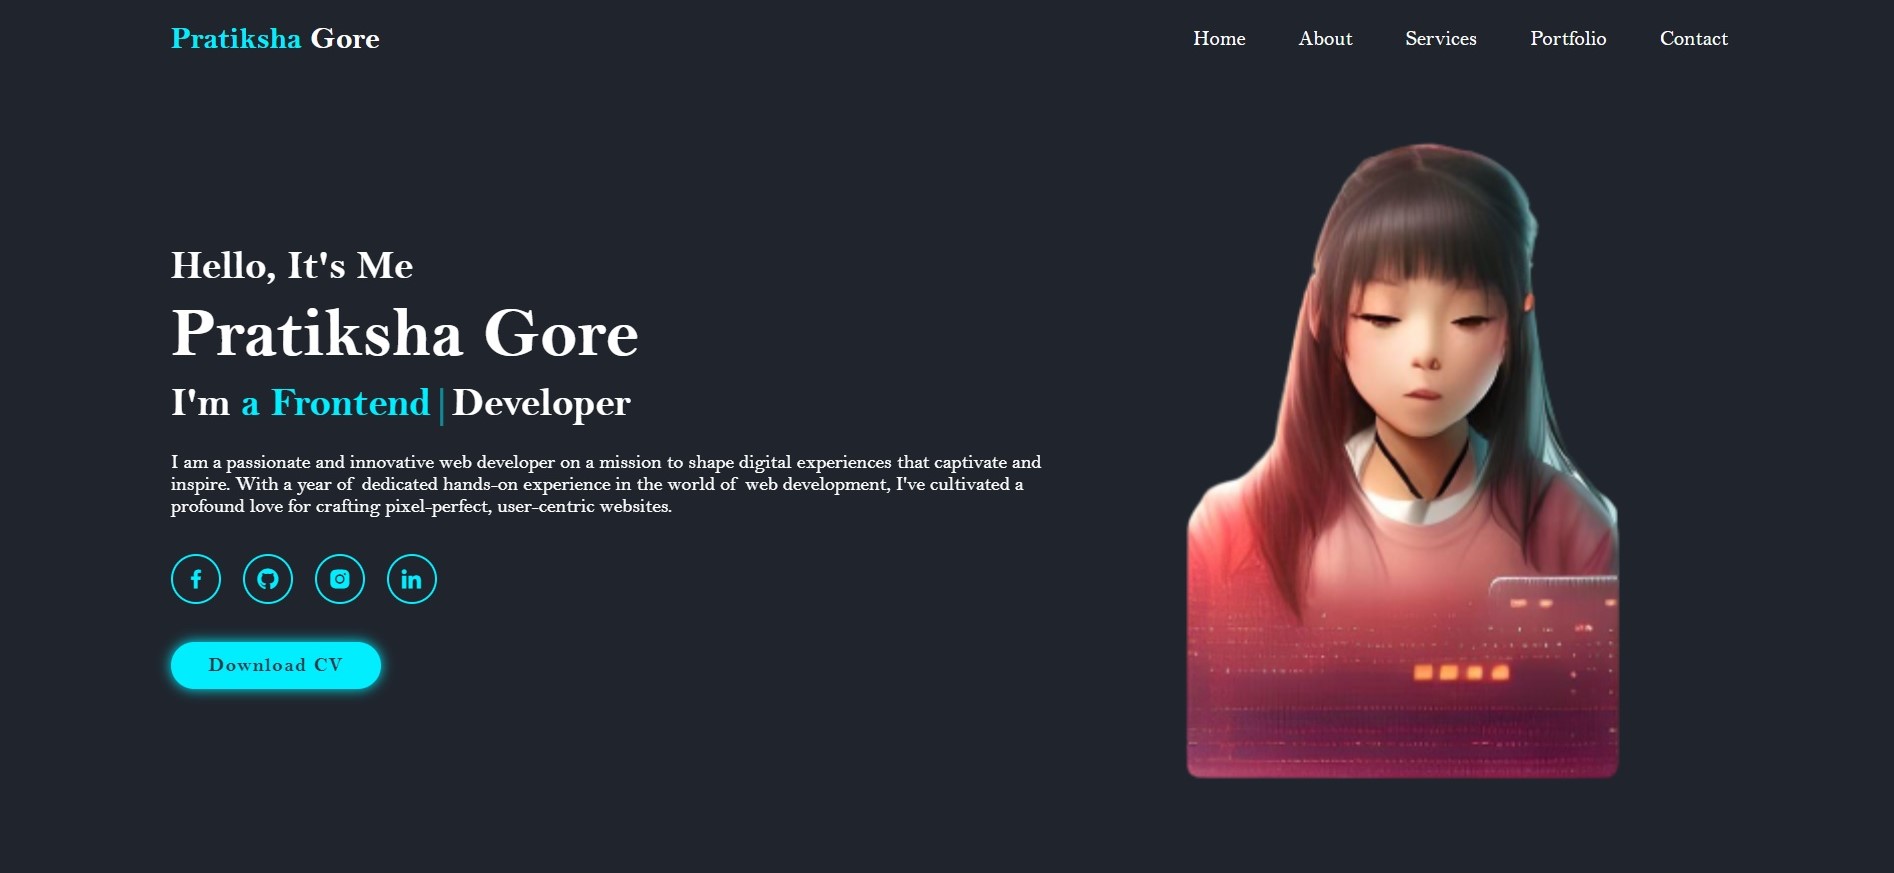 Pratiksha Gore
Home About Services Portfolio Contact
Hello, It's Me
Pratiksha Gore
I'm a Frontend|Developer
I am a passionate and innovative web developer on a mission to shape digital experiences that captivate and
inspire. With a year of dedicated hands-on experience in the world of web development, I've cultivated a
profound love for crafting pixel-perfect, user-centric websites.
Download CV